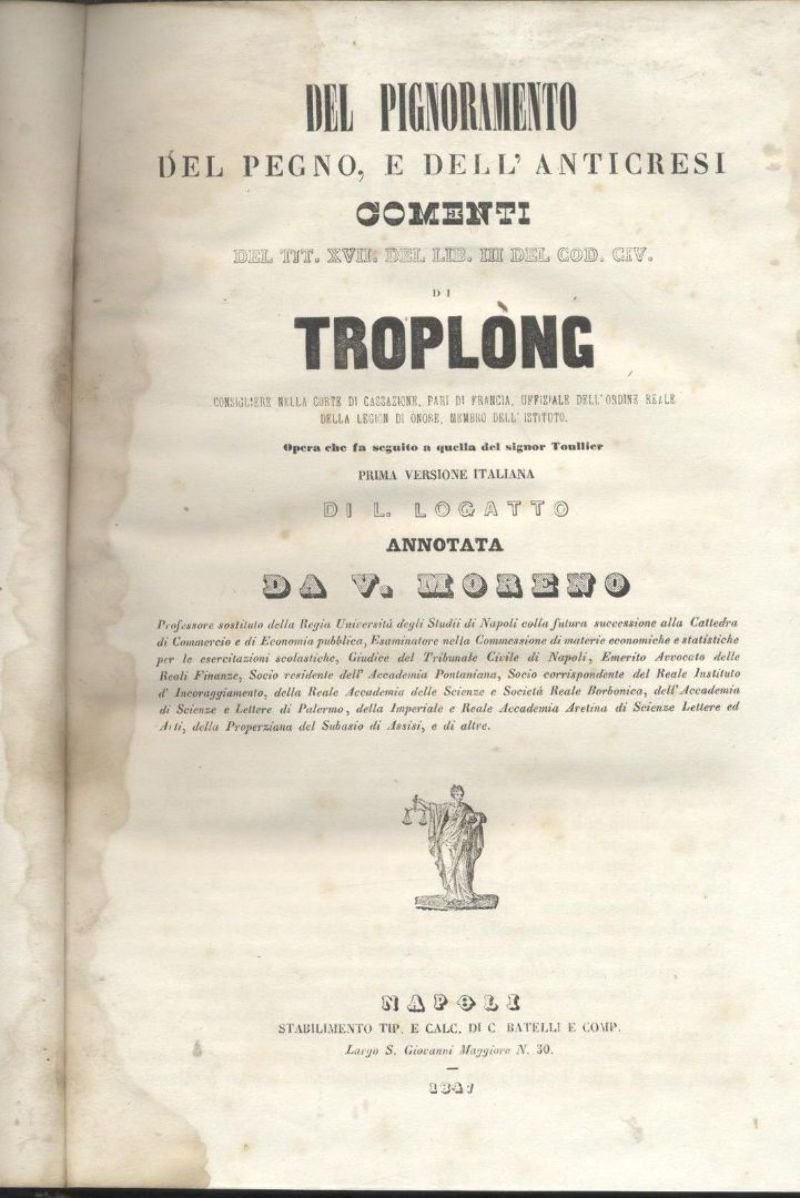 DEL PIGNORAMENTO
DEL PEGNO, E DELL' ANTICRESI
COMENTI
DEL TIT. XVII. DEL LIB. III DEL COD. CIV.
DI
TROPLÒNG
CONSIGLIERE NELLA CORTE DI CASSAZIONE, PARI DI FRANCIA, UFFIZIALE DELL' ORDINE REALE
DELLA LEGION DI ONORE, MEMBRO DELL' ISTITUTO.
Opera che fa seguito a quella del signor Toullier
PRIMA VERSIONE ITALIANA
DI L. LOGATTO
ANNOTATA
DA V. MORENO
Professore sostituto della Regia Università degli Studii di Napoli colla futura successione alla Cattedra
di Commercio e di Economia pubblica, Esaminatore nella Commessione di materie economiche e statistiche
per le esercitazioni scolastiche, Giudice del Tribunale Civile di Napoli, Emerito Avvocato delle
Reali Finanze, Socio residente dell' Accademia Pontaniana, Socio corrispondente del Reale Instituto
d' Incoraggiamento, della Reale Accademia delle Scienze e Società Reale Borbonica, dell' Accademia
di Scienze e Lettere di Palermo, della Imperiale e Reale Accademia Aretina di Scienze Lettere ed
Arti, della Properziana del Subasio di Assisi, e di altre.
NAPOLI
STABILIMENTO TIP. E CALC. DI C. BATELLI E COMP.
Largo S. Giovanni Maggiore N. 30.
1847